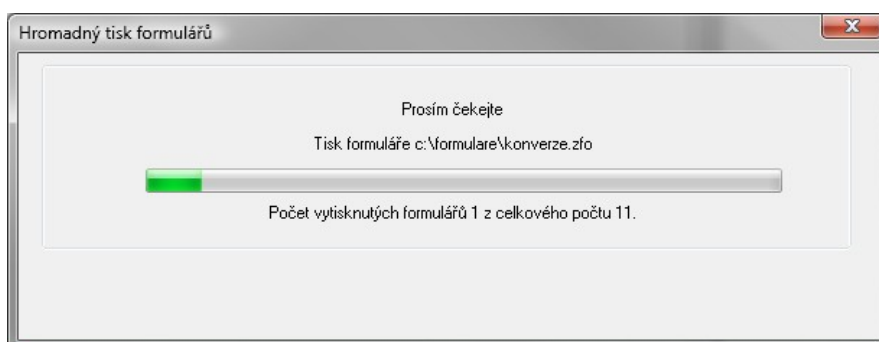 Hromadný tisk formulářů
Prosím čekejte
Tisk formuláře c:\formulare\konverze.zfo
Počet vytisknutých formulářů 1 z celkového počtu 11.